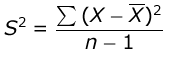 S² = ∑ (X − X̅)² / n − 1